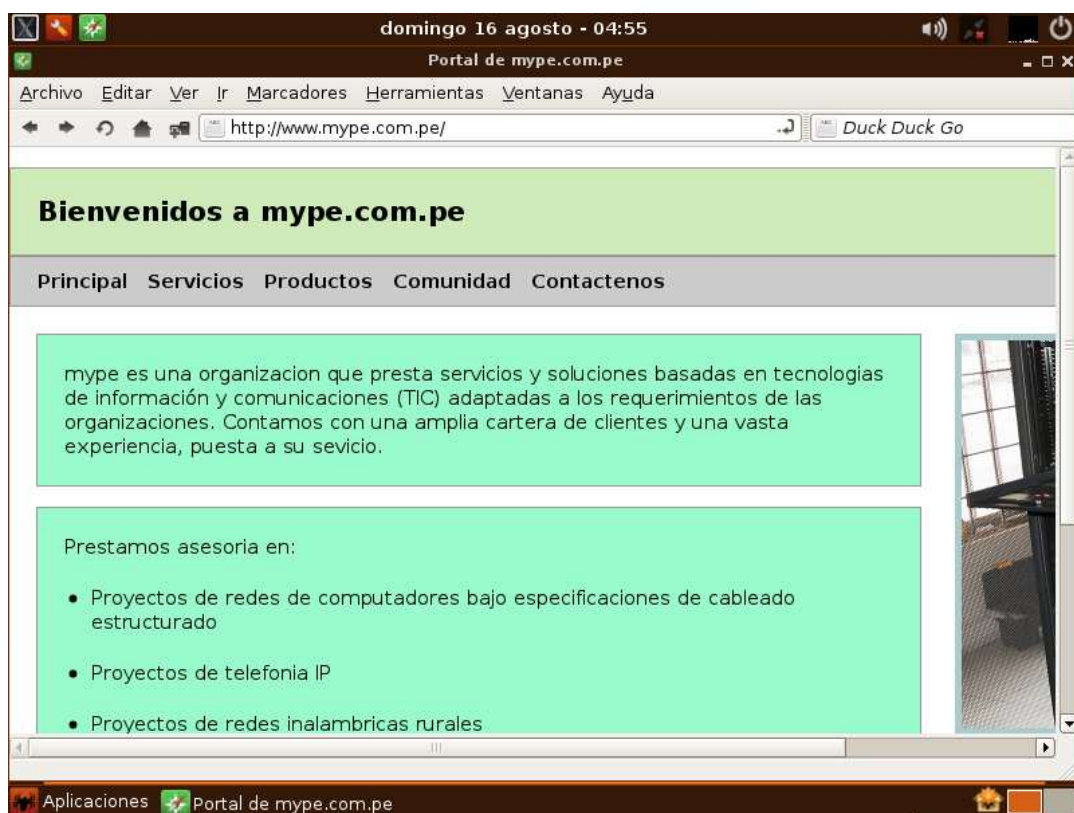 domingo 16 agosto - 04:55
Portal de mype.com.pe
Archivo Editar Ver Ir Marcadores Herramientas Ventanas Ayuda
http://www.mype.com.pe/ Duck Duck Go
Bienvenidos a mype.com.pe
Principal Servicios Productos Comunidad Contactenos
mype es una organizacion que presta servicios y soluciones basadas en tecnologias
de información y comunicaciones (TIC) adaptadas a los requerimientos de las
organizaciones. Contamos con una amplia cartera de clientes y una vasta
experiencia, puesta a su sevicio.
Prestamos asesoria en:
• Proyectos de redes de computadores bajo especificaciones de cableado
estructurado
• Proyectos de telefonia IP
• Proyectos de redes inalambricas rurales
Aplicaciones Portal de mype.com.pe